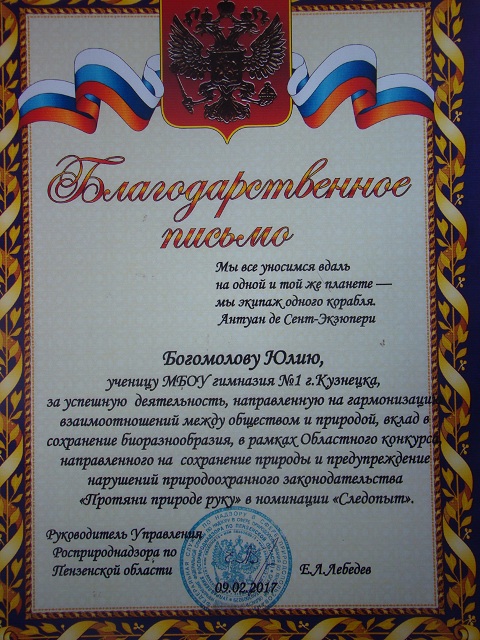 Благодарственное
письмо
Мы все уносимся вдаль
на одной и той же планете —
мы экипаж одного корабля.
Антуан де Сент-Экзюпери
Богомолову Юлию,
ученицу МБОУ гимназия №1 г.Кузнецка,
за успешную деятельность, направленную на гармонизацию
взаимоотношений между обществом и природой, вклад в
сохранение биоразнообразия, в рамках Областного конкурса,
направленного на сохранение природы и предупреждение
нарушений природоохранного законодательства
«Протяни природе руку» в номинации «Следопыт».
Руководитель Управления
Росприроднадзора по
Пензенской области
Е.А.Лебедев
09.02.2017